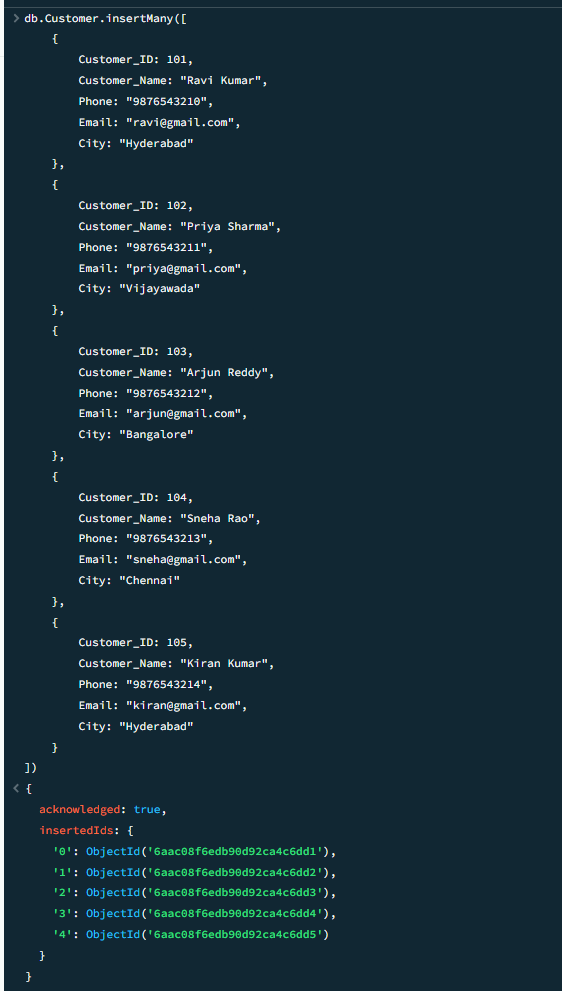 db.Customer.insertMany([
{
Customer_ID: 101,
Customer_Name: "Ravi Kumar",
Phone: "9876543210",
Email: "ravi@gmail.com",
City: "Hyderabad"
},
{
Customer_ID: 102,
Customer_Name: "Priya Sharma",
Phone: "9876543211",
Email: "priya@gmail.com",
City: "Vijayawada"
},
{
Customer_ID: 103,
Customer_Name: "Arjun Reddy",
Phone: "9876543212",
Email: "arjun@gmail.com",
City: "Bangalore"
},
{
Customer_ID: 104,
Customer_Name: "Sneha Rao",
Phone: "9876543213",
Email: "sneha@gmail.com",
City: "Chennai"
},
{
Customer_ID: 105,
Customer_Name: "Kiran Kumar",
Phone: "9876543214",
Email: "kiran@gmail.com",
City: "Hyderabad"
}
])
{
acknowledged: true,
insertedIds: {
'0': ObjectId('6aac08f6edb90d92ca4c6dd1'),
'1': ObjectId('6aac08f6edb90d92ca4c6dd2'),
'2': ObjectId('6aac08f6edb90d92ca4c6dd3'),
'3': ObjectId('6aac08f6edb90d92ca4c6dd4'),
'4': ObjectId('6aac08f6edb90d92ca4c6dd5')
}
}